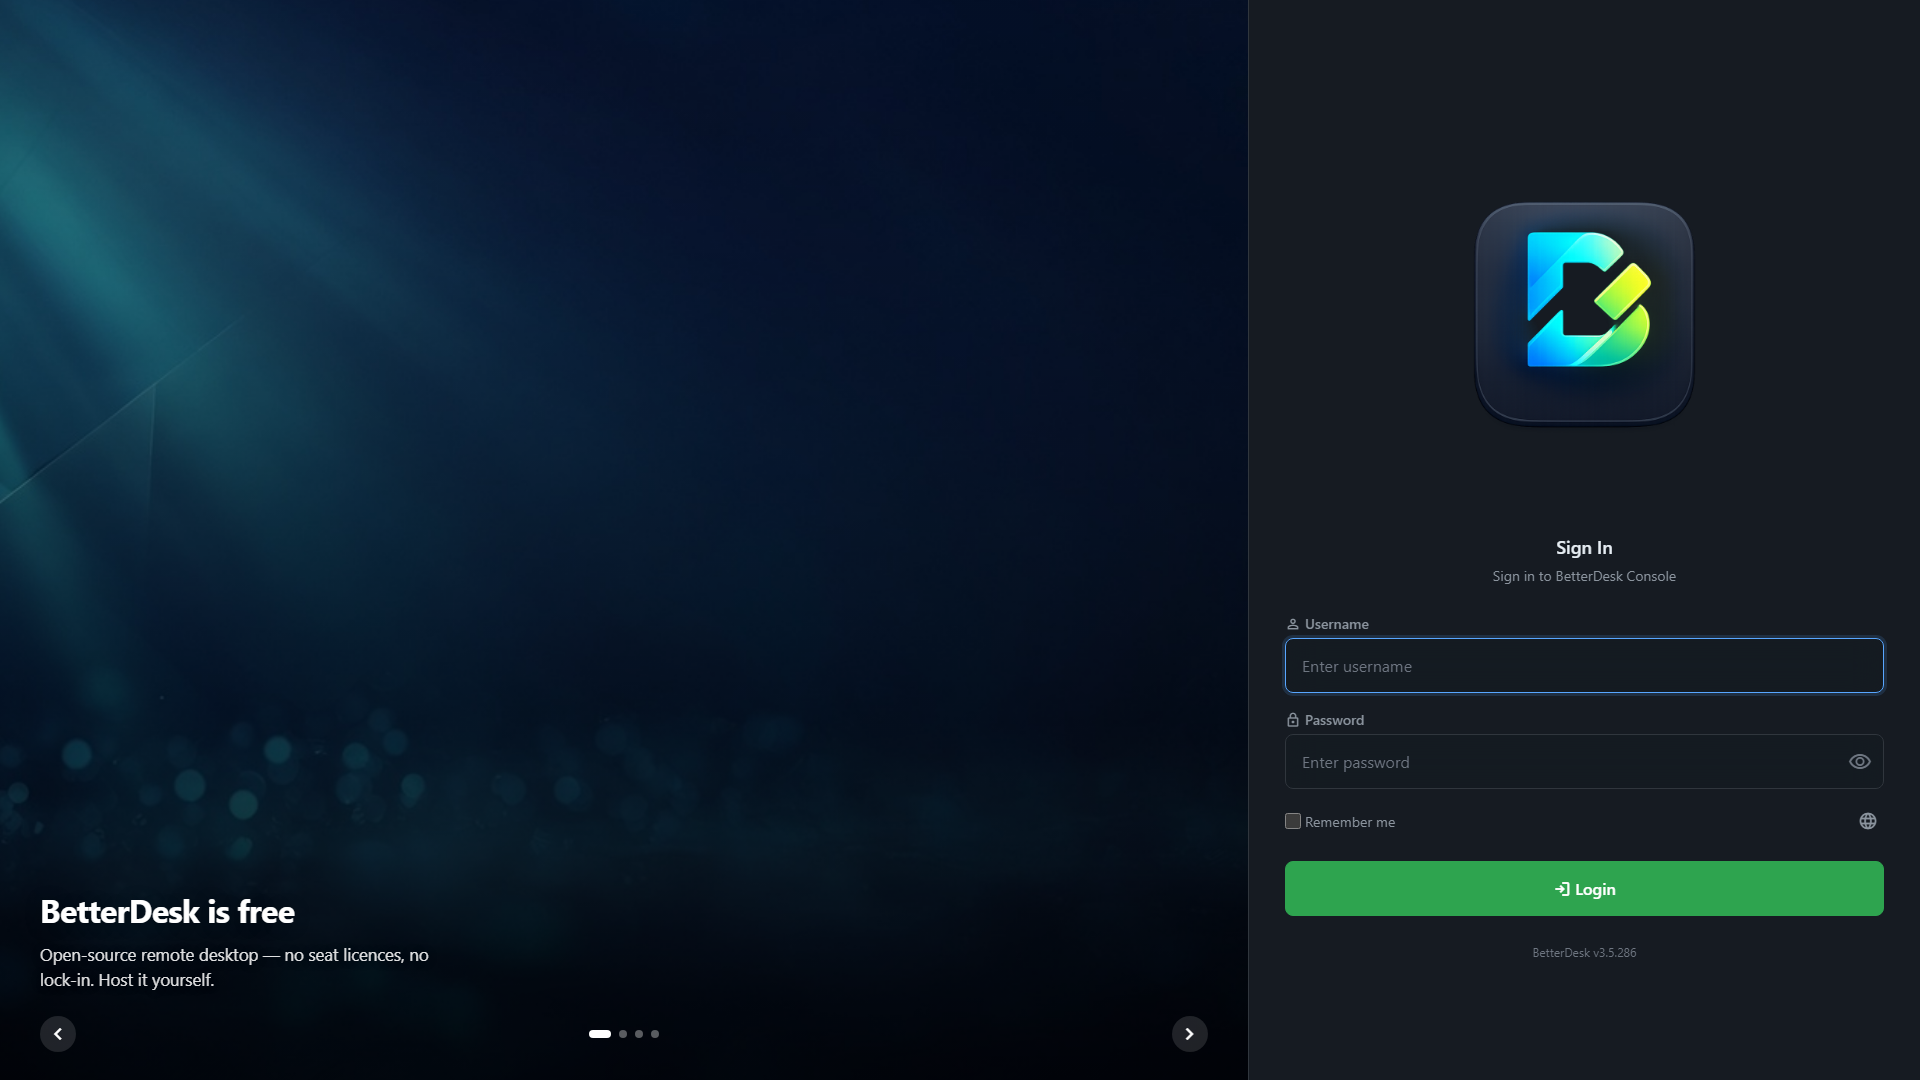 BetterDesk is free
Open-source remote desktop — no seat licences, no
lock-in. Host it yourself.
Sign In
Sign in to BetterDesk Console
Username
Enter username
Password
Enter password
Remember me
Login
BetterDesk v3.5.286